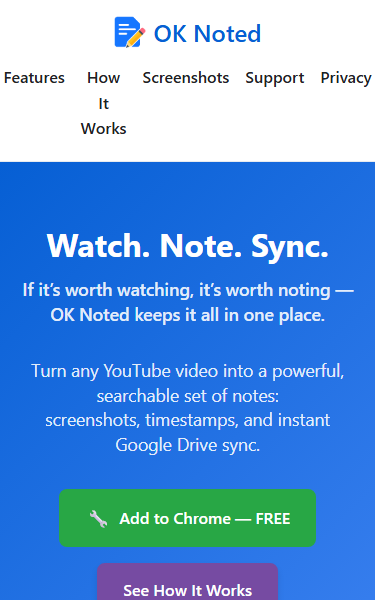 OK Noted
Features How It Works Screenshots Support Privacy
Watch. Note. Sync.
If it’s worth watching, it’s worth noting —
OK Noted keeps it all in one place.
Turn any YouTube video into a powerful,
searchable set of notes:
screenshots, timestamps, and instant
Google Drive sync.
Add to Chrome — FREE
See How It Works